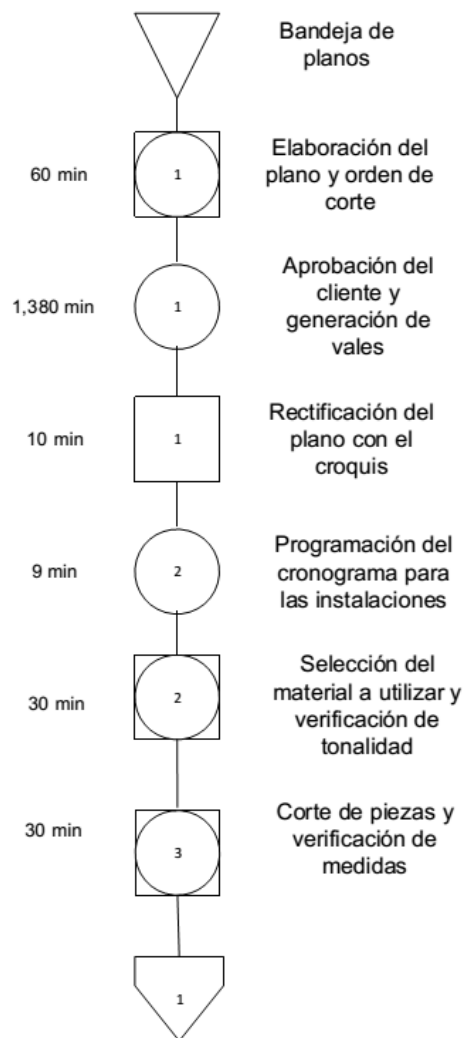 Bandeja de
planos
60 min
1
Elaboración del
plano y orden de
corte
1,380 min
1
Aprobación del
cliente y
generación de
vales
10 min
1
Rectificación del
plano con el
croquis
9 min
2
Programación del
cronograma para
las instalaciones
30 min
2
Selección del
material a utilizar y
verificación de
tonalidad
30 min
3
Corte de piezas y
verificación de
medidas
1